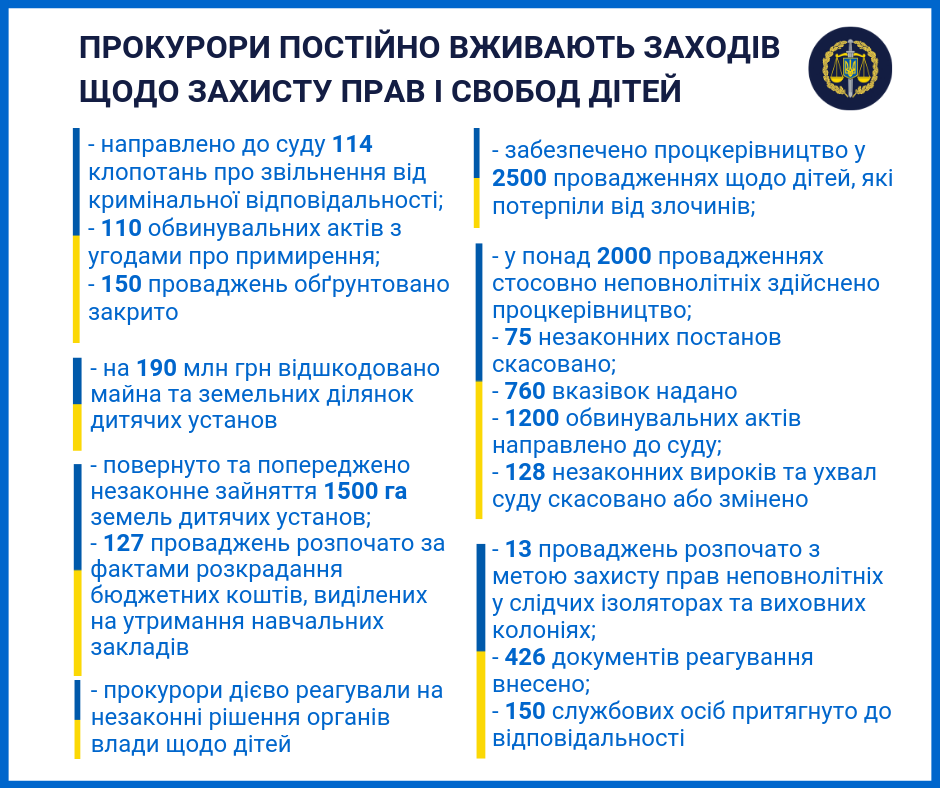 ПРОКУРОРИ ПОСТІЙНО ВЖИВАЮТЬ ЗАХОДІВ
ЩОДО ЗАХИСТУ ПРАВ І СВОБОД ДІТЕЙ
- направлено до суду 114
клопотань про звільнення від
кримінальної відповідальності;
- 110 обвинувальних актів з
угодами про примирення;
- 150 проваджень обґрунтовано
закрито
- на 190 млн грн відшкодовано
майна та земельних ділянок
дитячих установ
- повернуто та попереджено
незаконне зайняття 1500 га
земель дитячих установ;
- 127 проваджень розпочато за
фактами розкрадання
бюджетних коштів, виділених
на утримання навчальних
закладів
- прокурори дієво реагували на
незаконні рішення органів
влади щодо дітей
- забезпечено процкерівництво у
2500 провадженнях щодо дітей, які
потерпіли від злочинів;
- у понад 2000 провадженнях
стосовно неповнолітніх здійснено
процкерівництво;
- 75 незаконних постанов
скасовано;
- 760 вказівок надано
- 1200 обвинувальних актів
направлено до суду;
- 128 незаконних вироків та ухвал
суду скасовано або змінено
- 13 проваджень розпочато з
метою захисту прав неповнолітніх
у слідчих ізоляторах та виховних
колоніях;
- 426 документів реагування
внесено;
- 150 службових осіб притягнуто до
відповідальності